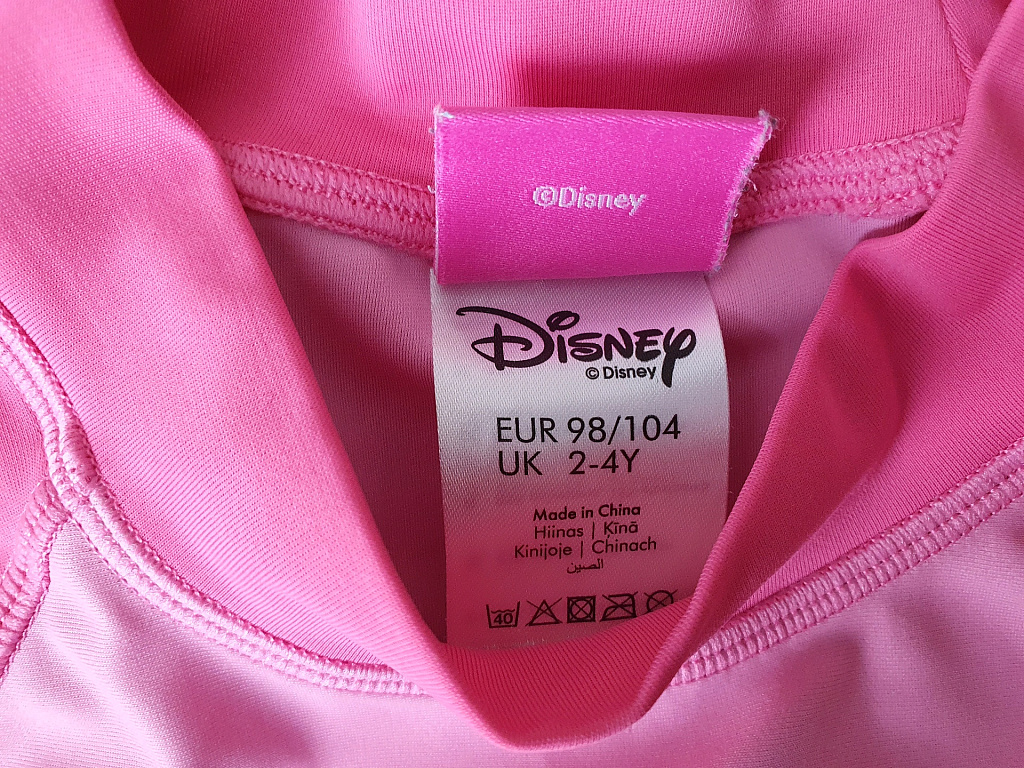 ©Disney
Disney
© Disney
EUR 98/104
UK 2-4Y
Made in China
Hiinas | Ķīnā
Kinijoje | Chinach
الصين
40